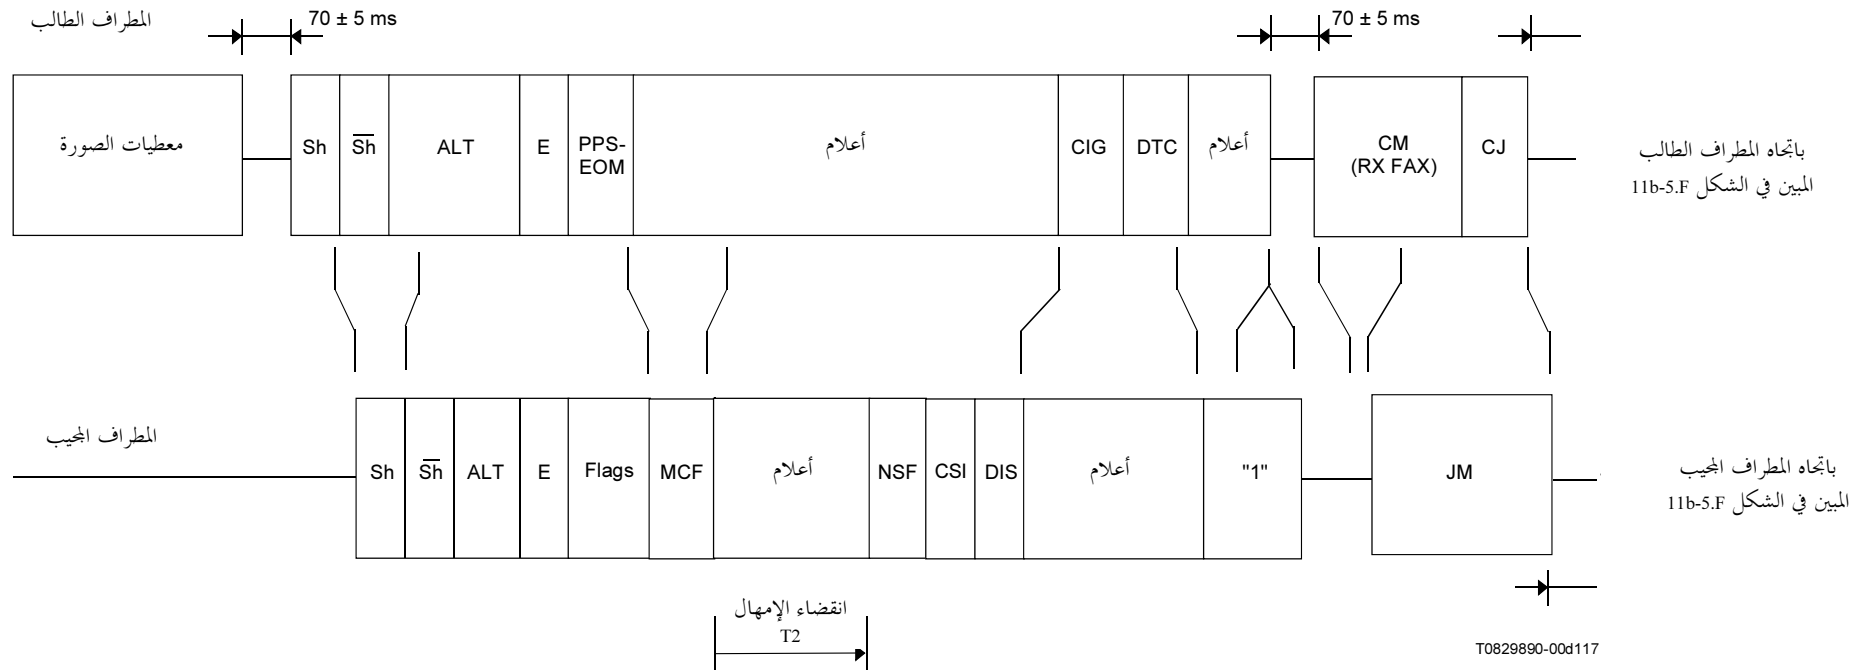 المطراف الطالب
70 ± 5 ms
70 ± 5 ms
معطيات الصورة
Sh
S̅h̅
ALT
E
PPS-
EOM
أعلام
CIG
DTC
أعلام
CM
(RX FAX)
CJ
باتجاه المطراف الطالب
المبين في الشكل 11b-5.F
المطراف المجيب
Sh
S̅h̅
ALT
E
Flags
MCF
أعلام
NSF
CSI
DIS
أعلام
"1"
JM
باتجاه المطراف المجيب
المبين في الشكل 11b-5.F
انقضاء الإمهال
T2
T0829890-00d117